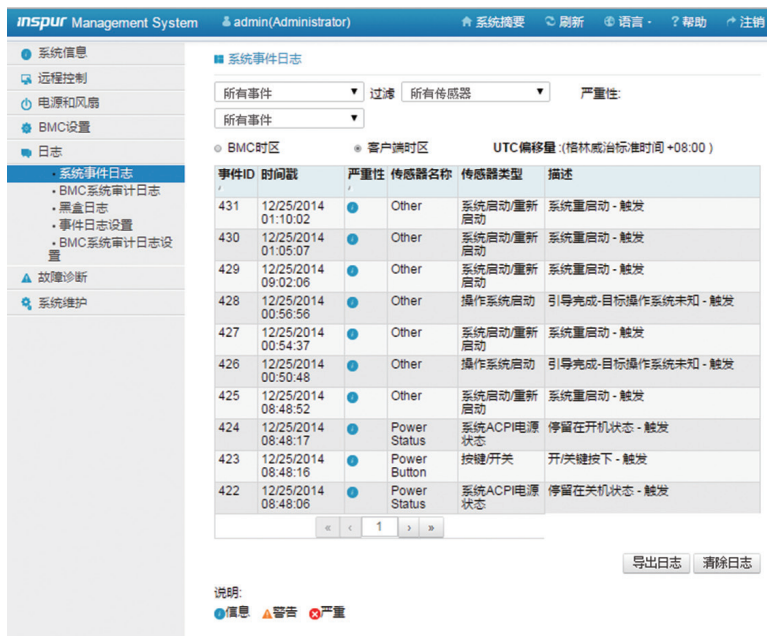 inspur Management System admin(Administrator) 系统摘要 刷新 语言 · ? 帮助 注销
系统信息
远程控制
电源和风扇
BMC设置
日志
· 系统事件日志
· BMC系统审计日志
· 黑盒日志
· 事件日志设置
· BMC系统审计日志设
置
故障诊断
系统维护
系统事件日志
所有事件 过滤 所有传感器 严重性:
所有事件
BMC时区 客户端时区 UTC偏移量 :(格林威治标准时间 +08:00 )
事件ID 时间戳 严重性 传感器名称 传感器类型 描述
431 12/25/2014 Other 系统启动/重新 系统重启动 - 触发
01:10:02 启动
430 12/25/2014 Other 系统启动/重新 系统重启动 - 触发
01:05:07 启动
429 12/25/2014 Other 系统启动/重新 系统重启动 - 触发
09:02:06 启动
428 12/25/2014 Other 操作系统启动 引导完成-目标操作系统未知 - 触发
00:56:56
427 12/25/2014 Other 系统启动/重新 系统重启动 - 触发
00:54:37 启动
426 12/25/2014 Other 操作系统启动 引导完成-目标操作系统未知 - 触发
00:50:48
425 12/25/2014 Other 系统启动/重新 系统重启动 - 触发
08:48:52 启动
424 12/25/2014 Power 系统ACPI电源 停留在开机状态 - 触发
08:48:17 Status 状态
423 12/25/2014 Power 按键/开关 开/关键按下 - 触发
08:48:16 Button
422 12/25/2014 Power 系统ACPI电源 停留在关机状态 - 触发
08:48:06 Status 状态
« ‹ 1 › »
导出日志 清除日志
说明:
信息 警告 严重